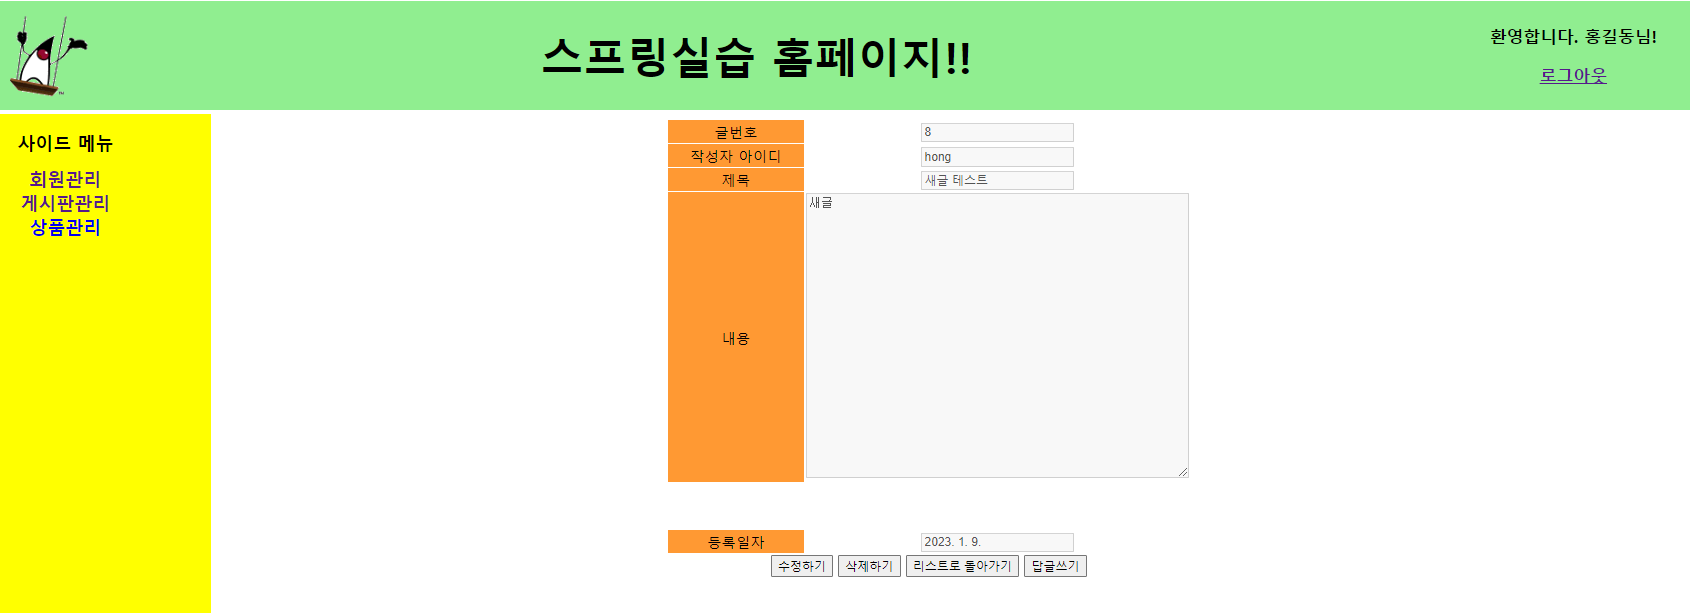 스프링실습 홈페이지!!
환영합니다. 홍길동님!
로그아웃
사이드 메뉴
회원관리
게시판관리
상품관리
글번호 8
작성자 아이디 hong
제목 새글 테스트
내용 새글
등록일자 2023. 1. 9.
수정하기 삭제하기 리스트로 돌아가기 답글쓰기